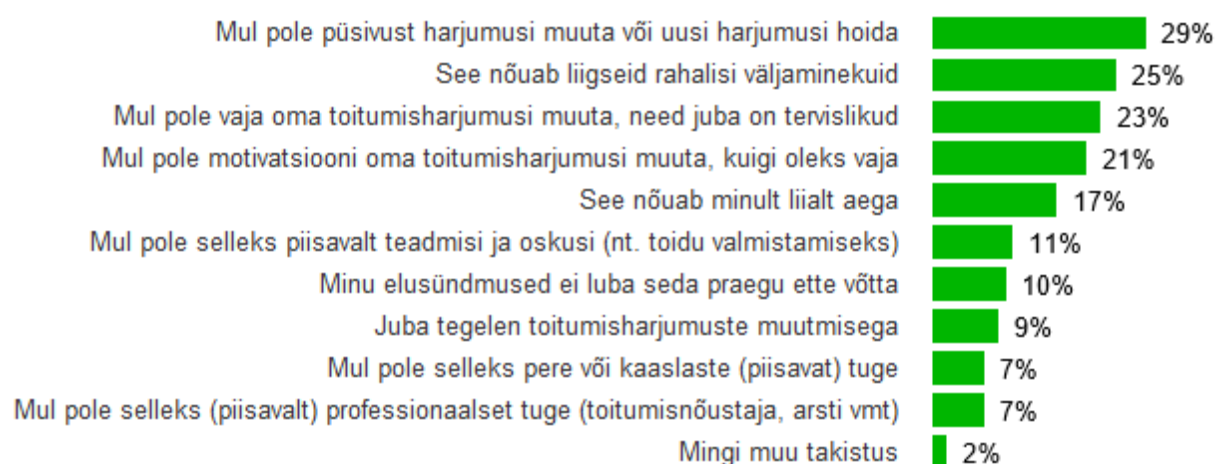 Mul pole püsivust harjumusi muuta või uusi harjumusi hoida 29%
See nõuab liigseid rahalisi väljaminekuid 25%
Mul pole vaja oma toitumisharjumusi muuta, need juba on tervislikud 23%
Mul pole motivatsiooni oma toitumisharjumusi muuta, kuigi oleks vaja 21%
See nõuab minult liialt aega 17%
Mul pole selleks piisavalt teadmisi ja oskusi (nt. toidu valmistamiseks) 11%
Minu elusündmused ei luba seda praegu ette võtta 10%
Juba tegelen toitumisharjumuste muutmisega 9%
Mul pole selleks pere või kaaslaste (piisavat) tuge 7%
Mul pole selleks (piisavalt) professionaalset tuge (toitumisnõustaja, arsti vmt) 7%
Mingi muu takistus 2%